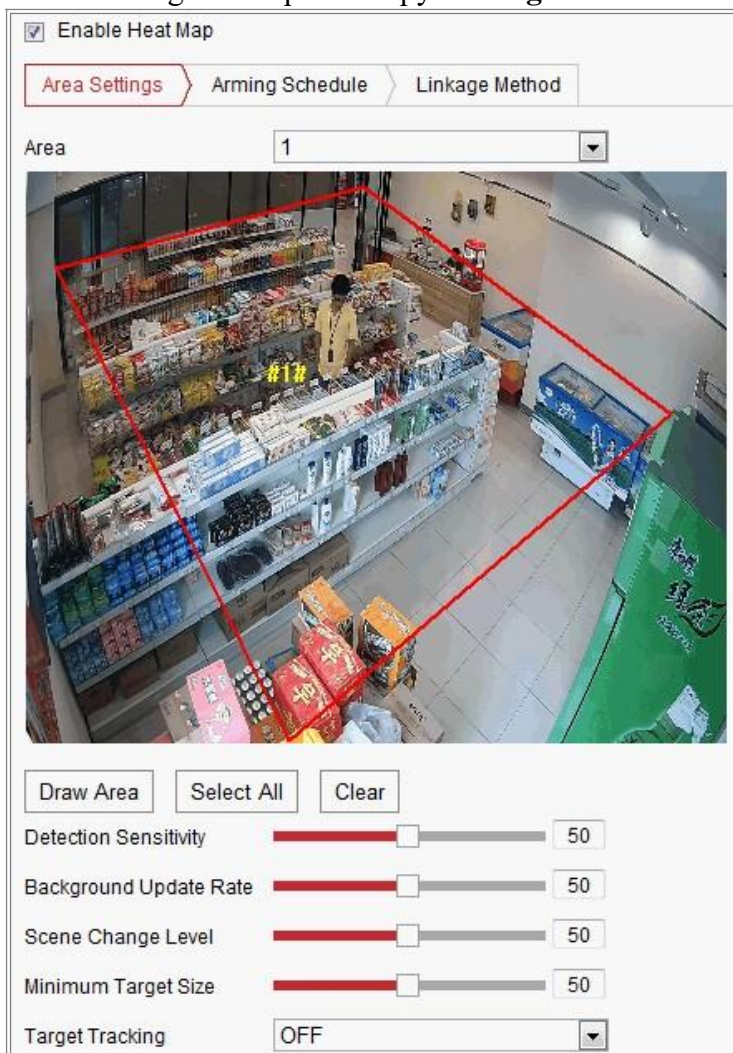 Enable Heat Map
Area Settings Arming Schedule Linkage Method
Area 1
#1#
Draw Area Select All Clear
Detection Sensitivity 50
Background Update Rate 50
Scene Change Level 50
Minimum Target Size 50
Target Tracking OFF